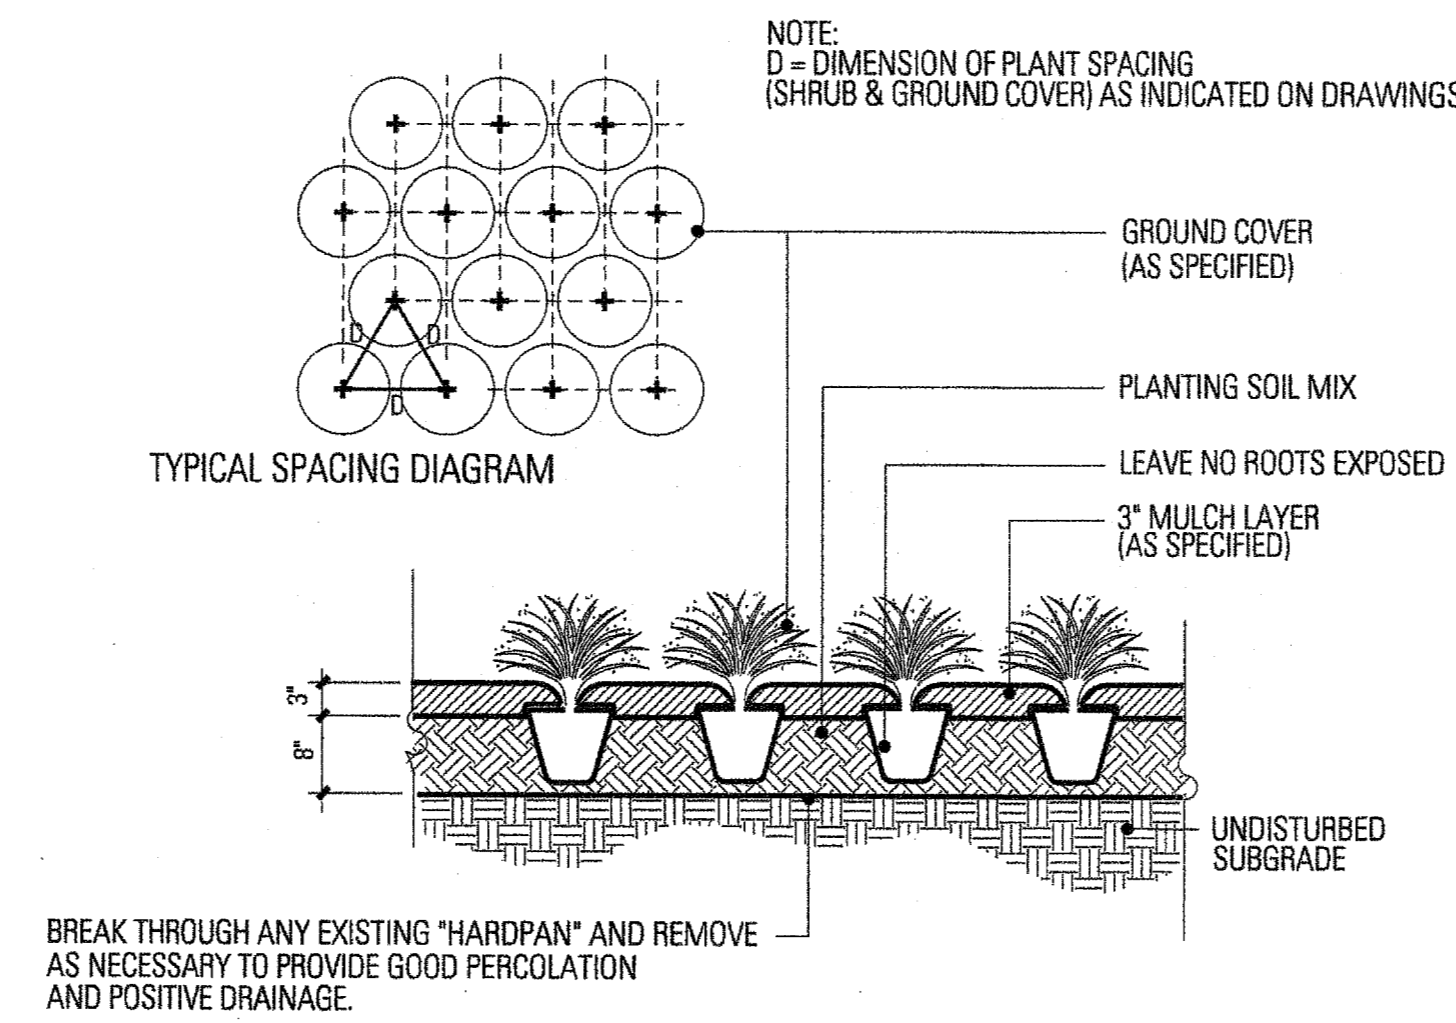 NOTE:
D = DIMENSION OF PLANT SPACING
(SHRUB & GROUND COVER) AS INDICATED ON DRAWINGS
GROUND COVER
(AS SPECIFIED)
D
D
D
PLANTING SOIL MIX
TYPICAL SPACING DIAGRAM
LEAVE NO ROOTS EXPOSED
3" MULCH LAYER
(AS SPECIFIED)
3"
8"
UNDISTURBED
SUBGRADE
BREAK THROUGH ANY EXISTING "HARDPAN" AND REMOVE
AS NECESSARY TO PROVIDE GOOD PERCOLATION
AND POSITIVE DRAINAGE.